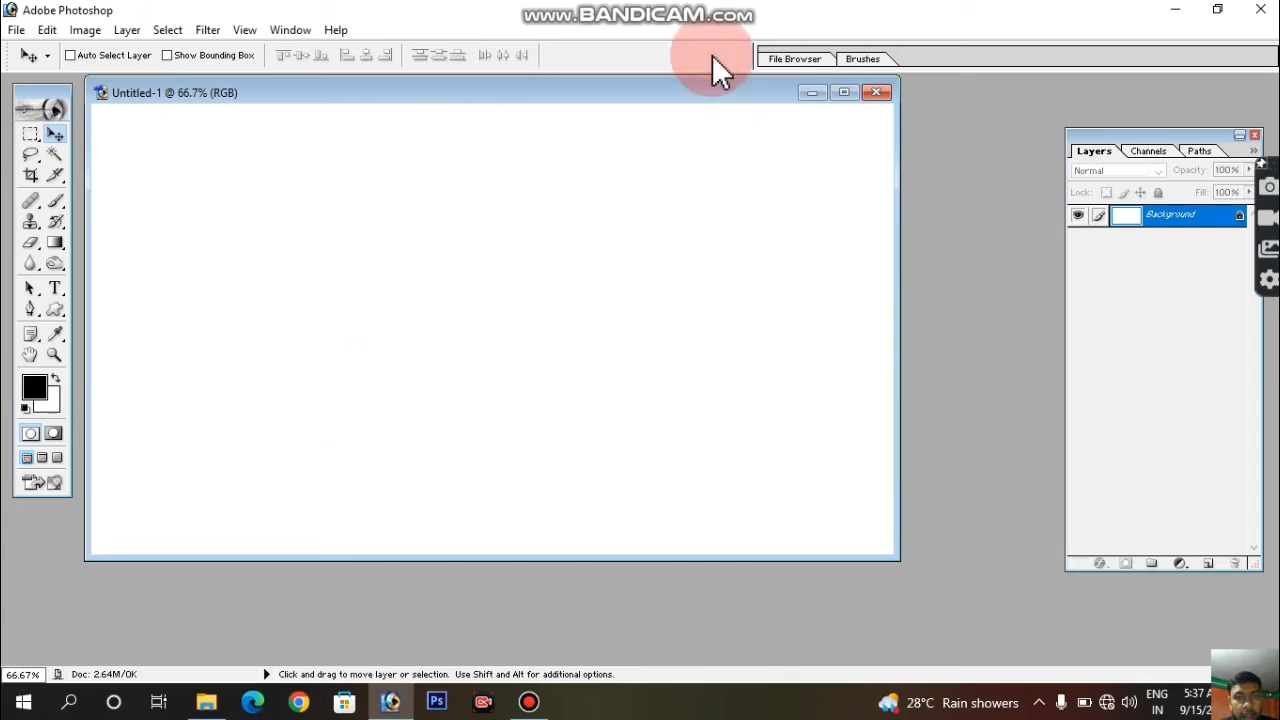 Adobe Photoshop
www.BANDICAM.com
File Edit Image Layer Select Filter View Window Help
Auto Select Layer Show Bounding Box
File Browser Brushes
Untitled-1 @ 66.7% (RGB)
Layers Channels Paths
Normal Opacity: 100%
Lock: Fill: 100%
Background
T
66.67% Doc: 2.64M/0K Click and drag to move layer or selection. Use Shift and Alt for additional options.
Ps
28°C Rain showers
ENG
IN
5:37
9/15/2